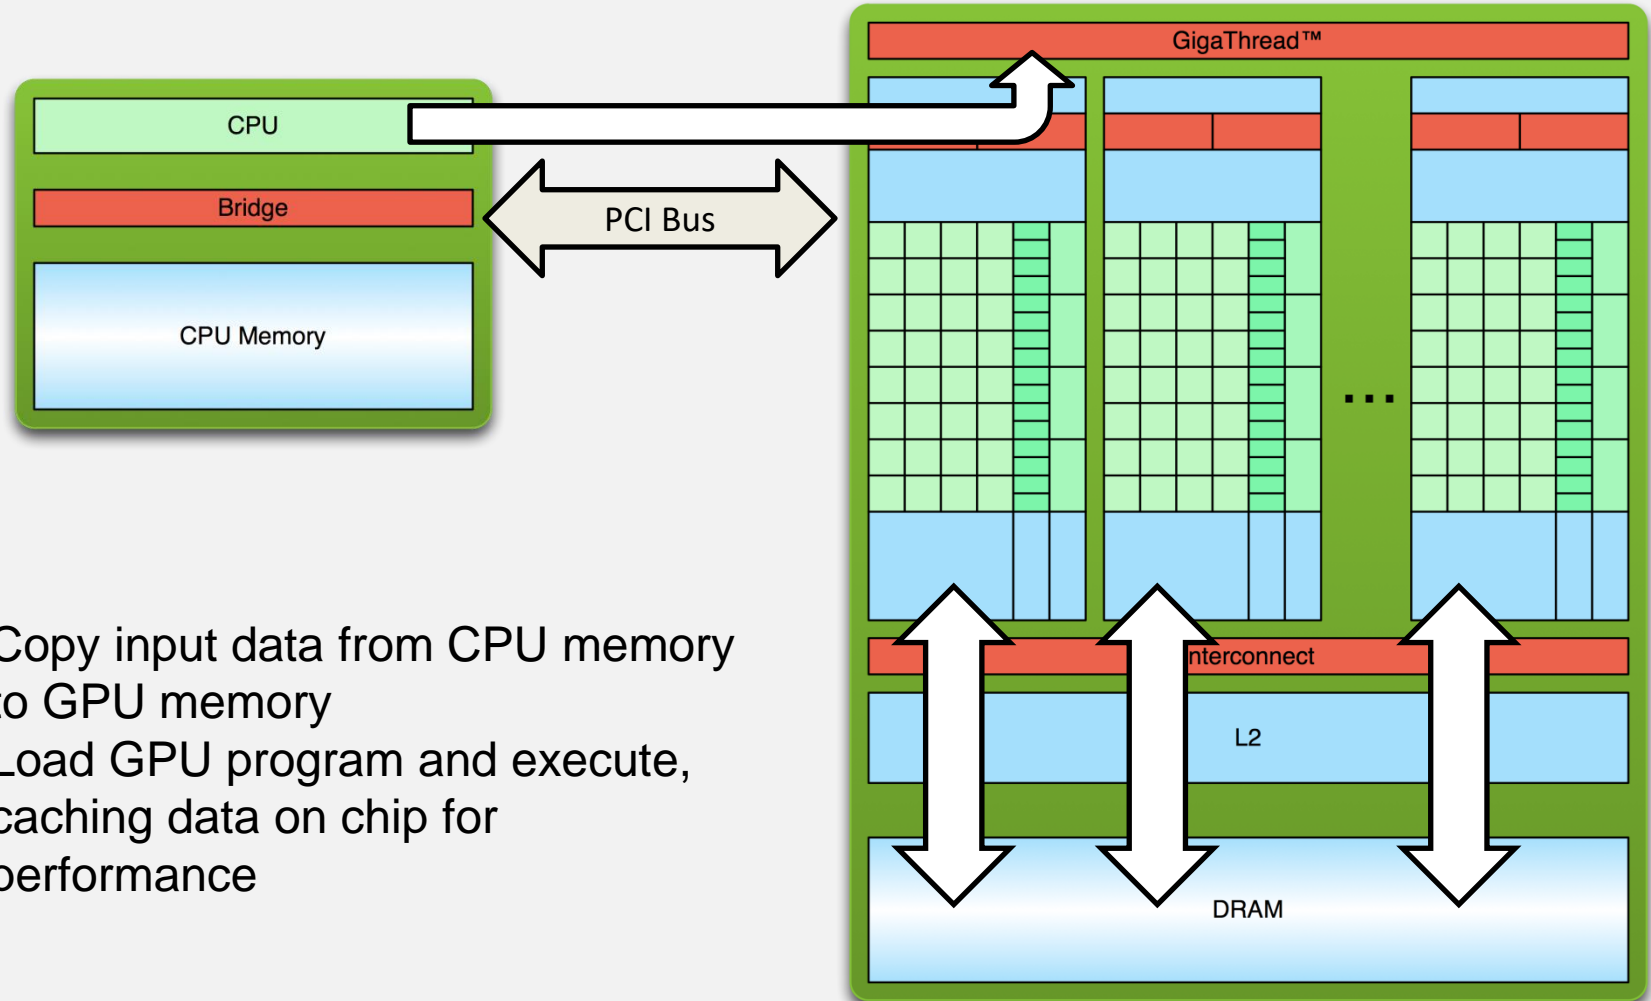 GigaThread™
CPU
Bridge
PCI Bus
CPU Memory
...
Copy input data from CPU memory
to GPU memory
Load GPU program and execute,
caching data on chip for
performance
nterconnect
L2
DRAM